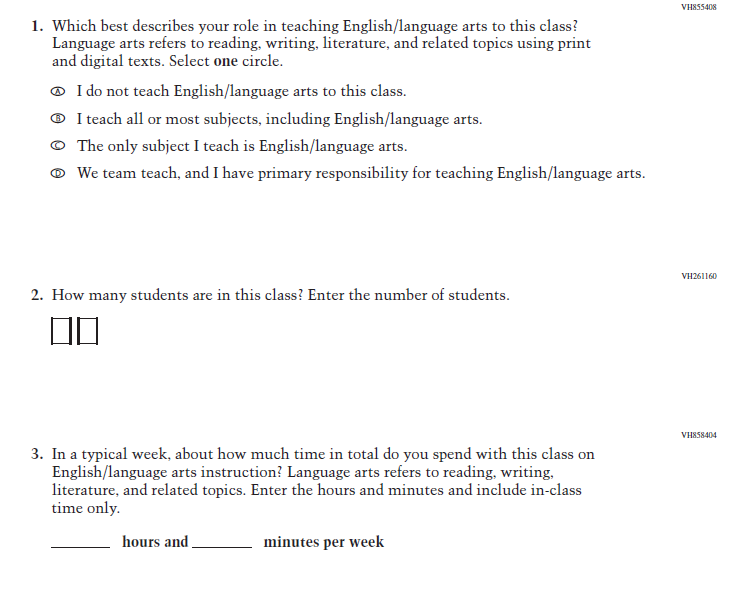 VH855408
1. Which best describes your role in teaching English/language arts to this class?
Language arts refers to reading, writing, literature, and related topics using print
and digital texts. Select one circle.
Ⓐ I do not teach English/language arts to this class.
Ⓑ I teach all or most subjects, including English/language arts.
Ⓒ The only subject I teach is English/language arts.
Ⓓ We team teach, and I have primary responsibility for teaching English/language arts.
VH261160
2. How many students are in this class? Enter the number of students.
VH858404
3. In a typical week, about how much time in total do you spend with this class on
English/language arts instruction? Language arts refers to reading, writing,
literature, and related topics. Enter the hours and minutes and include in-class
time only.
________ hours and ________ minutes per week